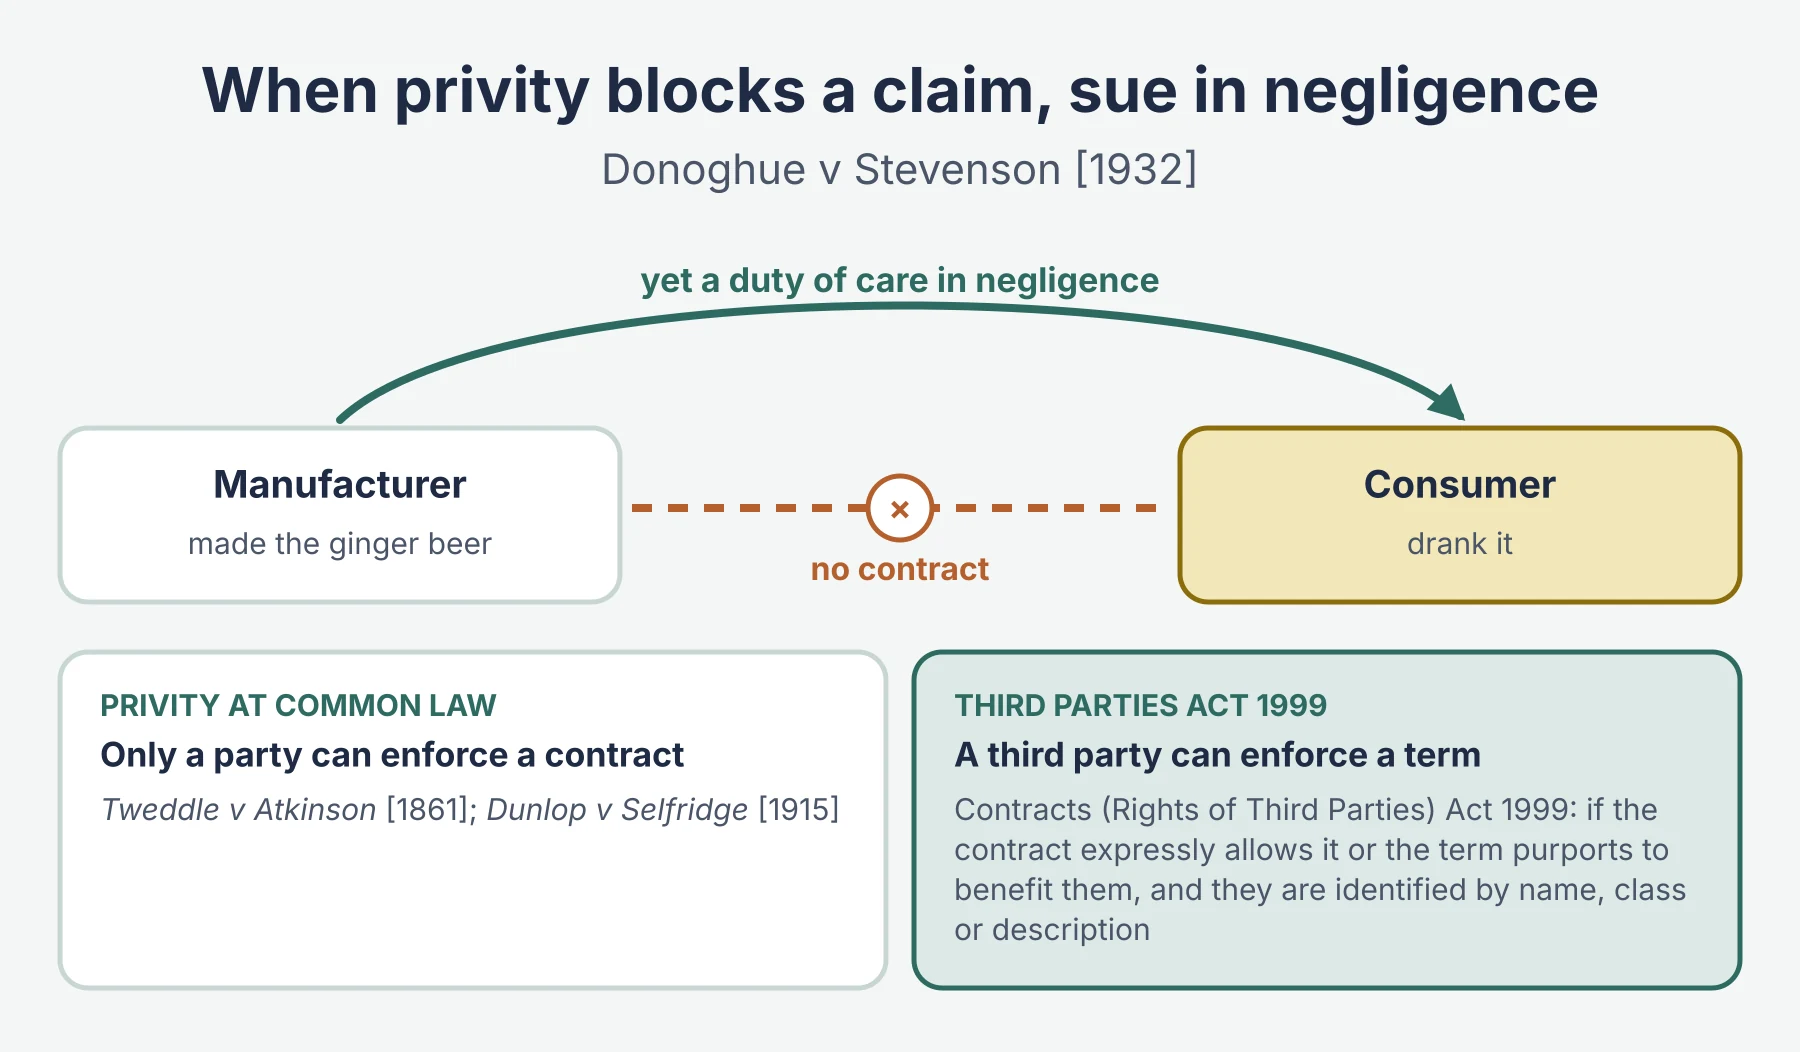 When privity blocks a claim, sue in negligence
Donoghue v Stevenson [1932]
yet a duty of care in negligence
Manufacturer
made the ginger beer
×
no contract
Consumer
drank it
PRIVITY AT COMMON LAW
Only a party can enforce a contract
Tweddle v Atkinson [1861]; Dunlop v Selfridge [1915]
THIRD PARTIES ACT 1999
A third party can enforce a term
Contracts (Rights of Third Parties) Act 1999: if the
contract expressly allows it or the term purports to
benefit them, and they are identified by name, class
or description